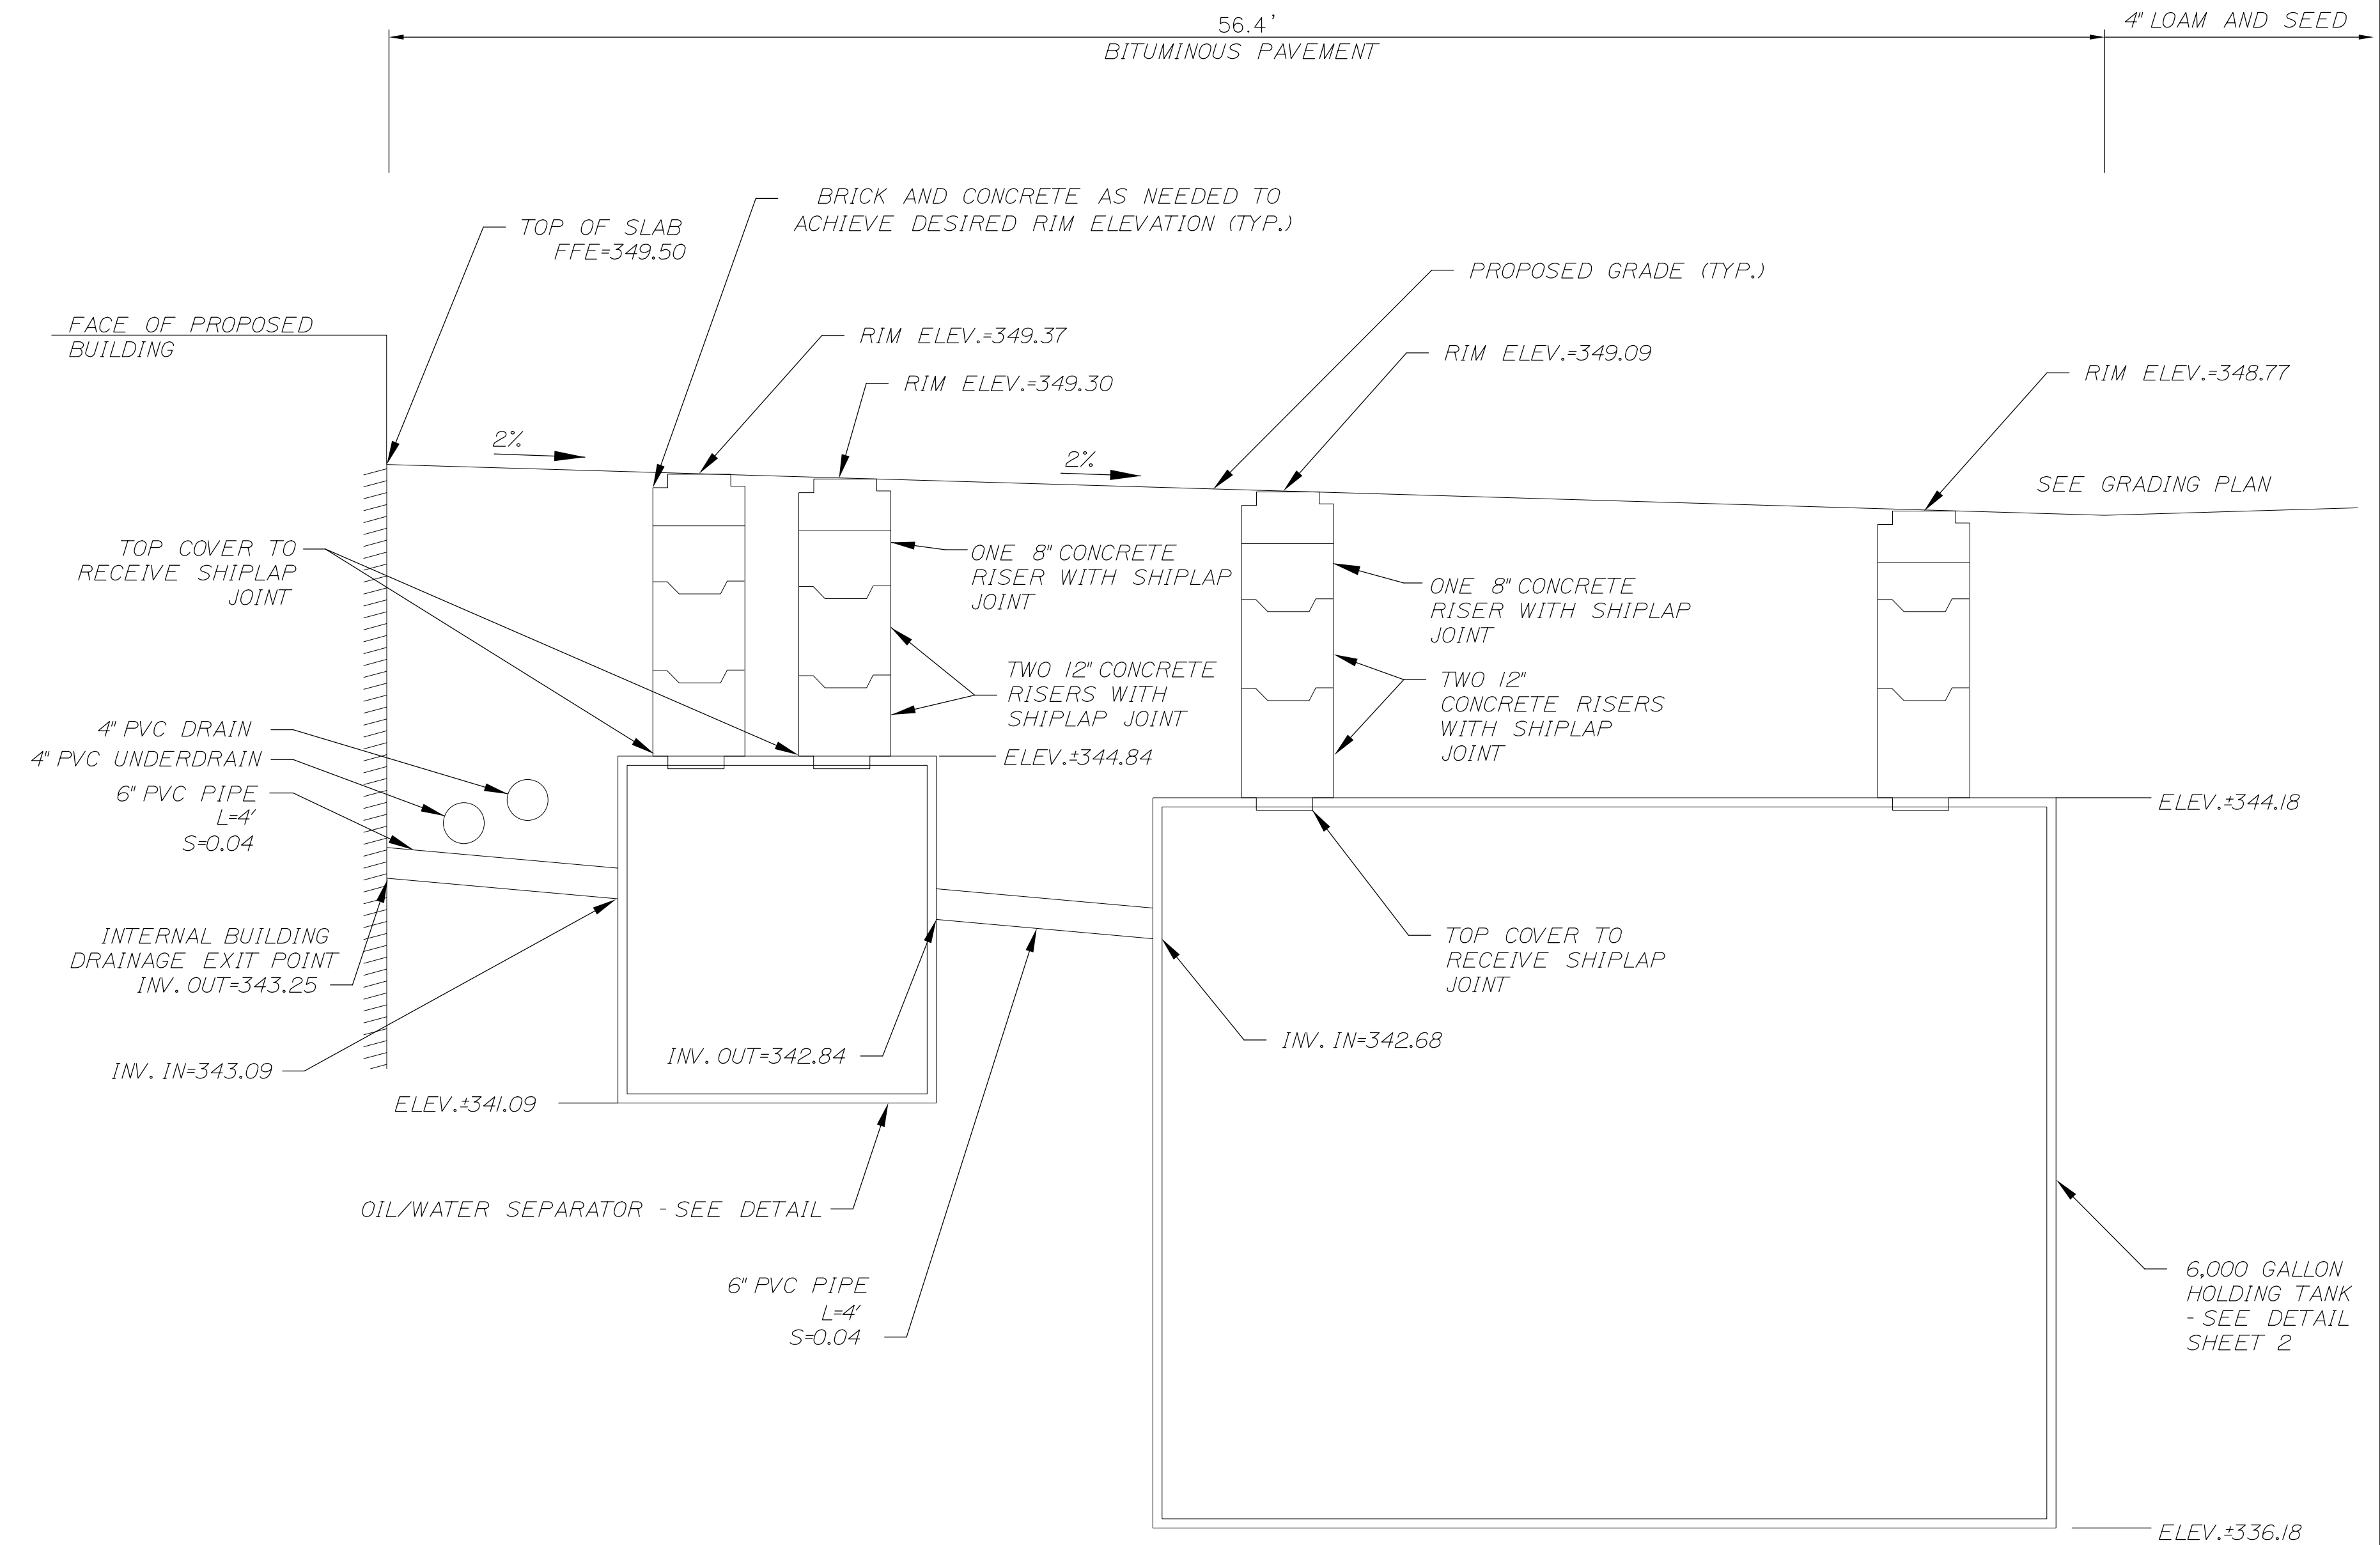 56.4'
BITUMINOUS PAVEMENT
4" LOAM AND SEED
BRICK AND CONCRETE AS NEEDED TO
ACHIEVE DESIRED RIM ELEVATION (TYP.)
TOP OF SLAB
FFE=349.50
PROPOSED GRADE (TYP.)
FACE OF PROPOSED
BUILDING
RIM ELEV.=349.37
RIM ELEV.=349.30
RIM ELEV.=349.09
RIM ELEV.=348.77
2%
2%
SEE GRADING PLAN
TOP COVER TO
RECEIVE SHIPLAP
JOINT
ONE 8" CONCRETE
RISER WITH SHIPLAP
JOINT
ONE 8" CONCRETE
RISER WITH SHIPLAP
JOINT
TWO 12" CONCRETE
RISERS WITH
SHIPLAP JOINT
TWO 12"
CONCRETE RISERS
WITH SHIPLAP
JOINT
4" PVC DRAIN
4" PVC UNDERDRAIN
6" PVC PIPE
L=4'
S=0.04
ELEV.±344.84
ELEV.±344.18
INTERNAL BUILDING
DRAINAGE EXIT POINT
INV. OUT=343.25
TOP COVER TO
RECEIVE SHIPLAP
JOINT
INV. IN=343.09
INV. OUT=342.84
INV. IN=342.68
ELEV.±341.09
OIL/WATER SEPARATOR - SEE DETAIL
6" PVC PIPE
L=4'
S=0.04
6,000 GALLON
HOLDING TANK
- SEE DETAIL
SHEET 2
ELEV.±336.18